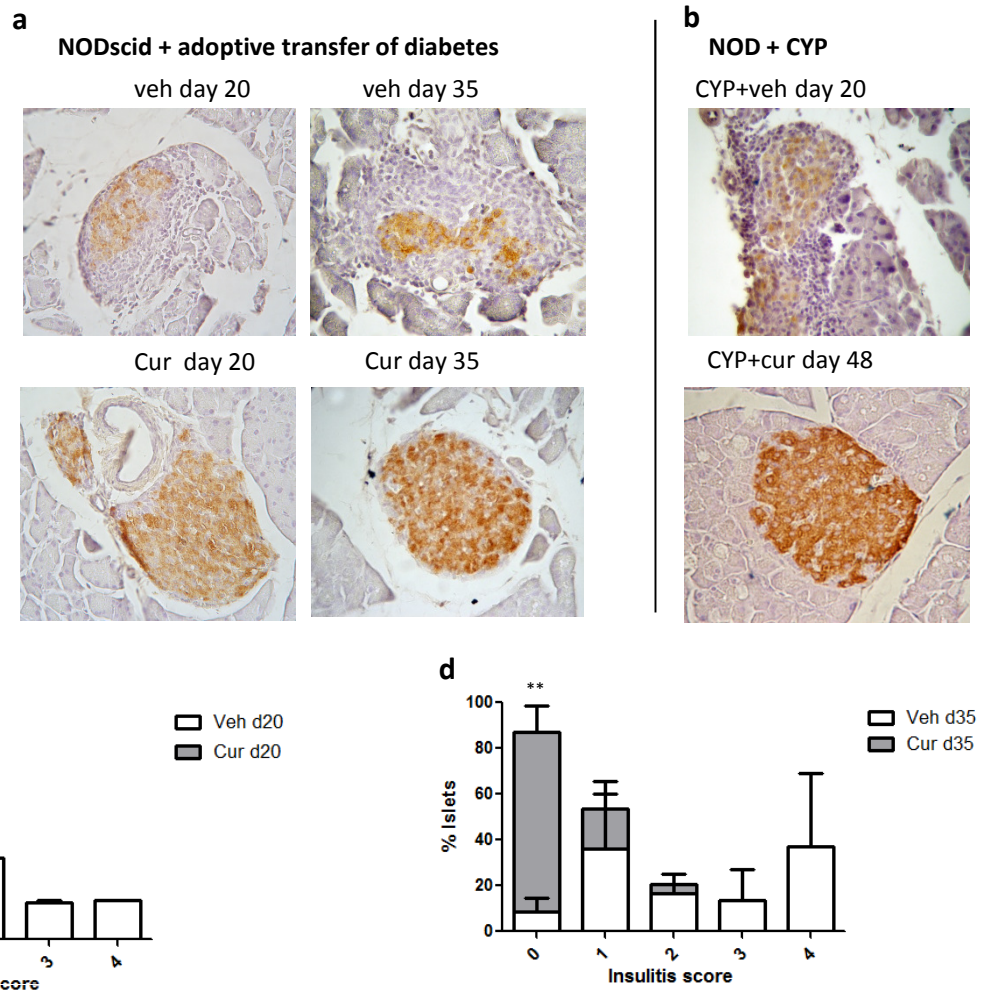 a
NODscid + adoptive transfer of diabetes
veh day 20
veh day 35
Cur day 20
Cur day 35
b
NOD + CYP
CYP+veh day 20
CYP+cur day 48
Veh d20
Cur d20
3
4
core
d
**
100
80
60
40
20
0
% Islets
0
1
2
3
4
Insulitis score
Veh d35
Cur d35